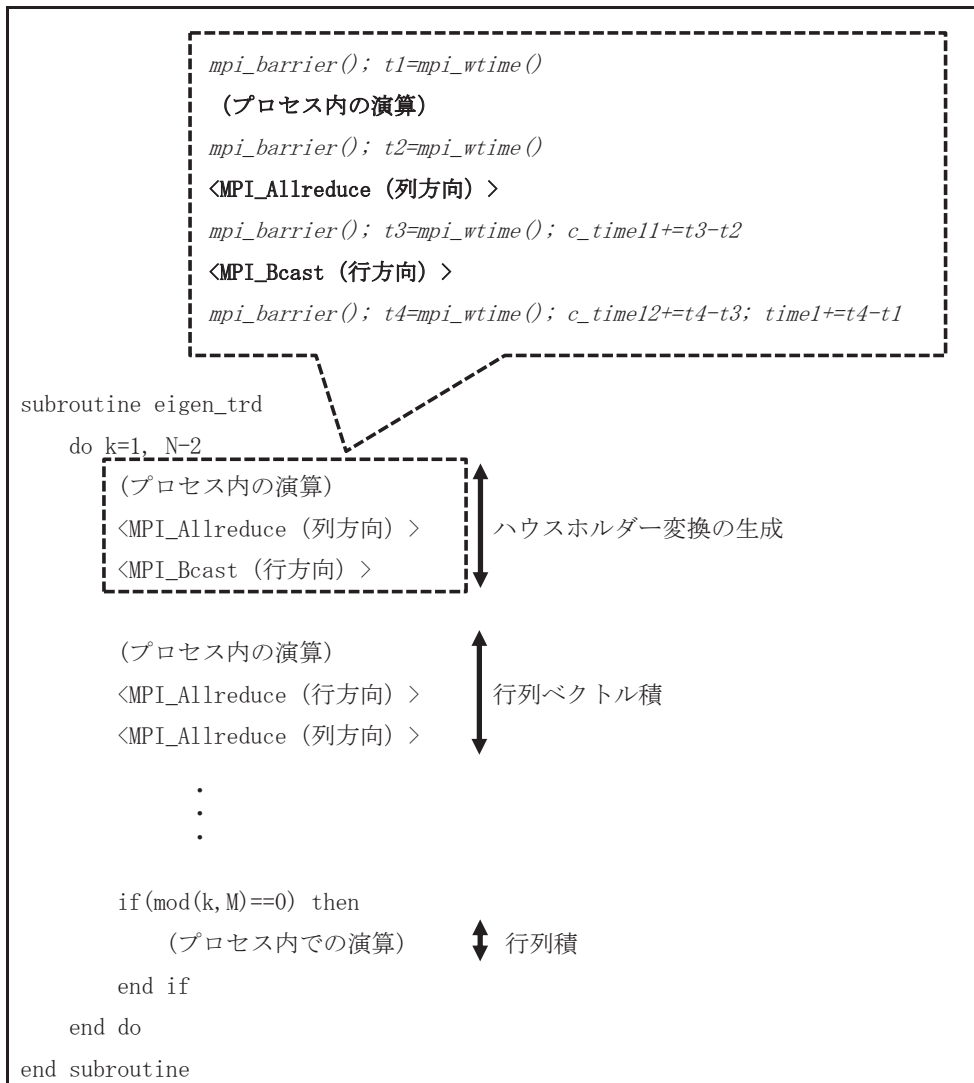 mpi_barrier(); t1=mpi_wtime()
(プロセス内の演算)
mpi_barrier(); t2=mpi_wtime()
<MPI_Allreduce (列方向) >
mpi_barrier(); t3=mpi_wtime(); c_time11+=t3-t2
<MPI_Bcast (行方向) >
mpi_barrier(); t4=mpi_wtime(); c_time12+=t4-t3; time1+=t4-t1
subroutine eigen_trd
do k=1, N-2
(プロセス内の演算)
<MPI_Allreduce (列方向) > ハウスホルダー変換の生成
<MPI_Bcast (行方向) >
(プロセス内の演算)
<MPI_Allreduce (行方向) > 行列ベクトル積
<MPI_Allreduce (列方向) >
・
・
・
if(mod(k,M)==0) then
(プロセス内での演算) 行列積
end if
end do
end subroutine